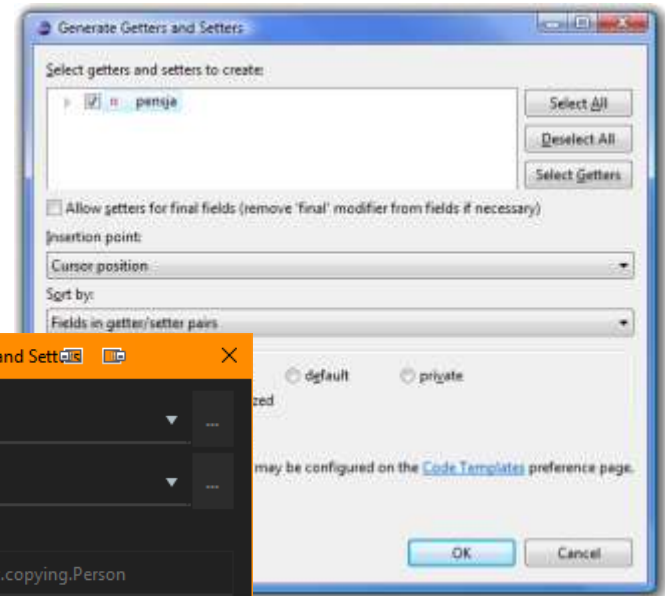 Generate Getters and Setters
Select getters and setters to create:
pensja
Select All
Deselect All
Select Getters
Allow setters for final fields (remove 'final' modifier from fields if necessary)
Insertion point:
Cursor position
Sort by:
Fields in getter/setter pairs
default private
zed
may be configured on the Code Templates preference page.
OK Cancel
and Sett
...
...
.copying.Person